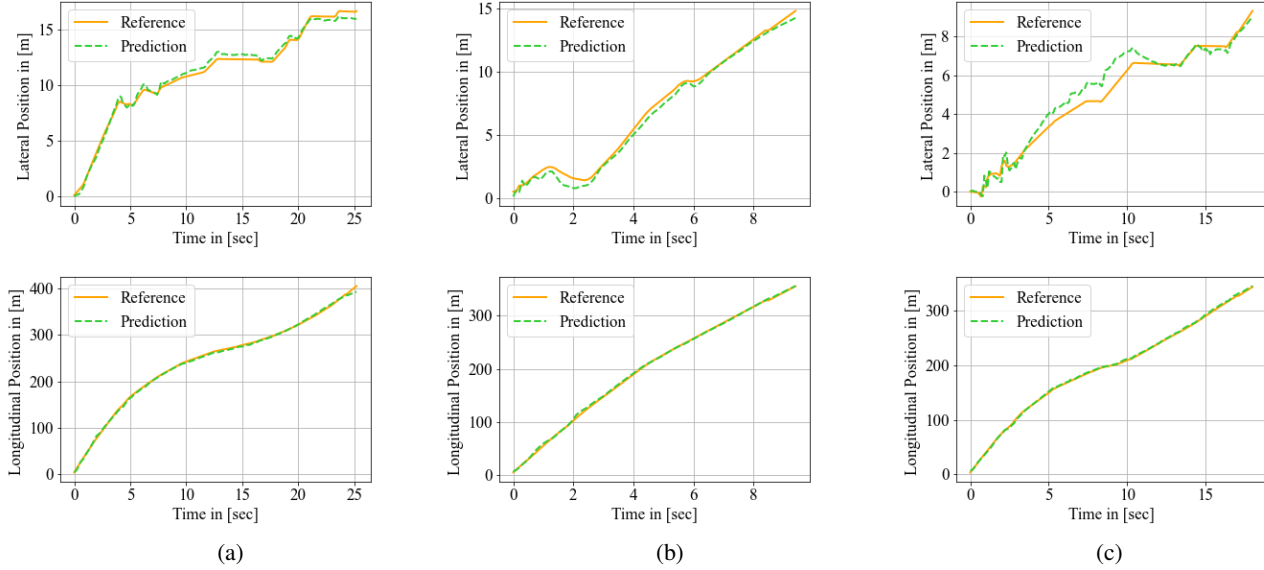 Lateral Position in [m]
15
10
5
0
Reference
Prediction
0 5 10 15 20 25
Time in [sec]
Lateral Position in [m]
15
10
5
0
Reference
Prediction
0 2 4 6 8
Time in [sec]
Lateral Position in [m]
8
6
4
2
0
Reference
Prediction
0 5 10 15
Time in [sec]
Longitudinal Position in [m]
400
300
200
100
0
Reference
Prediction
0 5 10 15 20 25
Time in [sec]
Longitudinal Position in [m]
300
200
100
0
Reference
Prediction
0 2 4 6 8
Time in [sec]
Longitudinal Position in [m]
300
200
100
0
Reference
Prediction
0 5 10 15
Time in [sec]
(a)
(b)
(c)